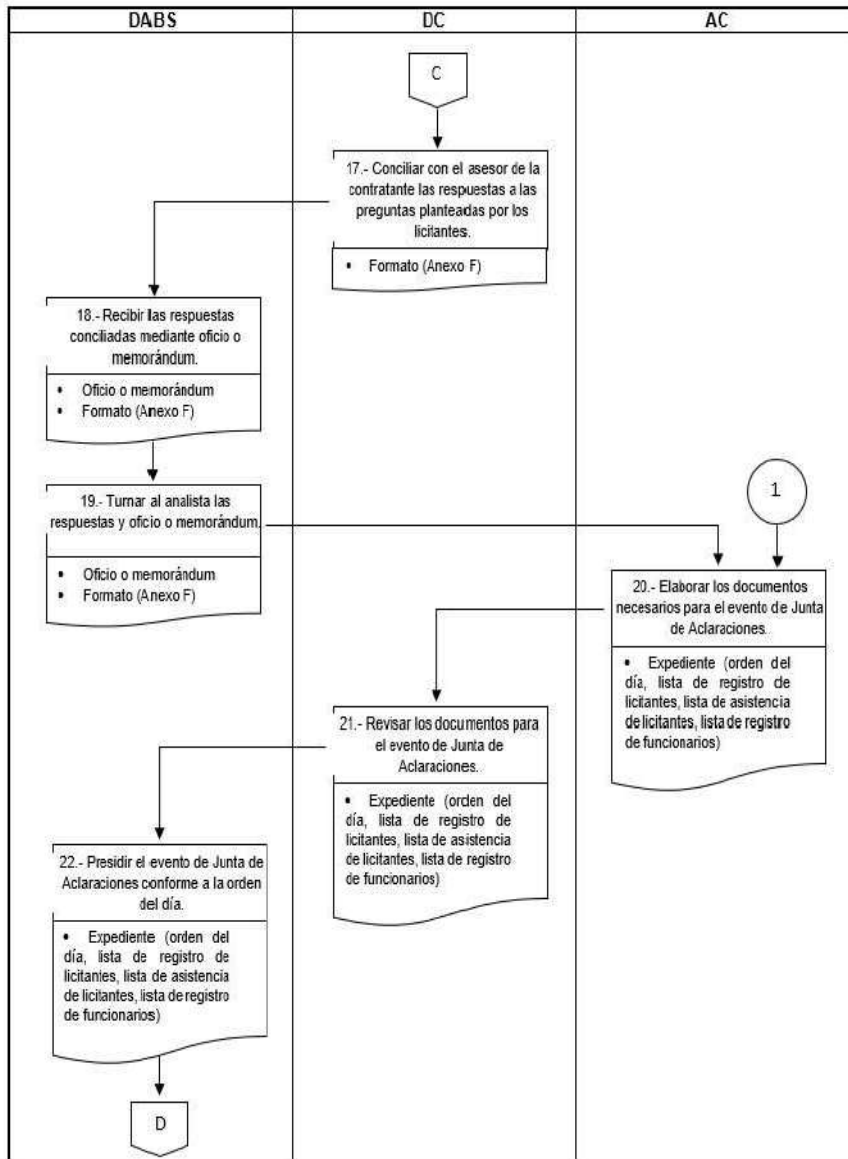 DABS
DC
AC
C
17.- Conciliar con el asesor de la
contratante las respuestas a las
preguntas planteadas por los
licitantes.
• Formato (Anexo F)
18.- Recibir las respuestas
conciliadas mediante oficio o
memorándum.
• Oficio o memorándum
• Formato (Anexo F)
19.- Turnar al analista las
respuestas y oficio o memorándum.
• Oficio o memorándum
• Formato (Anexo F)
1
20.- Elaborar los documentos
necesarios para el evento de Junta
de Aclaraciones.
• Expediente (orden del
día, lista de registro de
licitantes, lista de asistencia
de licitantes, lista de registro
de funcionarios)
21.- Revisar los documentos para
el evento de Junta de
Aclaraciones.
• Expediente (orden del
día, lista de registro de
licitantes, lista de asistencia
de licitantes, lista de registro
de funcionarios)
22.- Presidir el evento de Junta de
Aclaraciones conforme a la orden
del día.
• Expediente (orden del
día, lista de registro de
licitantes, lista de asistencia
de licitantes, lista de registro
de funcionarios)
D